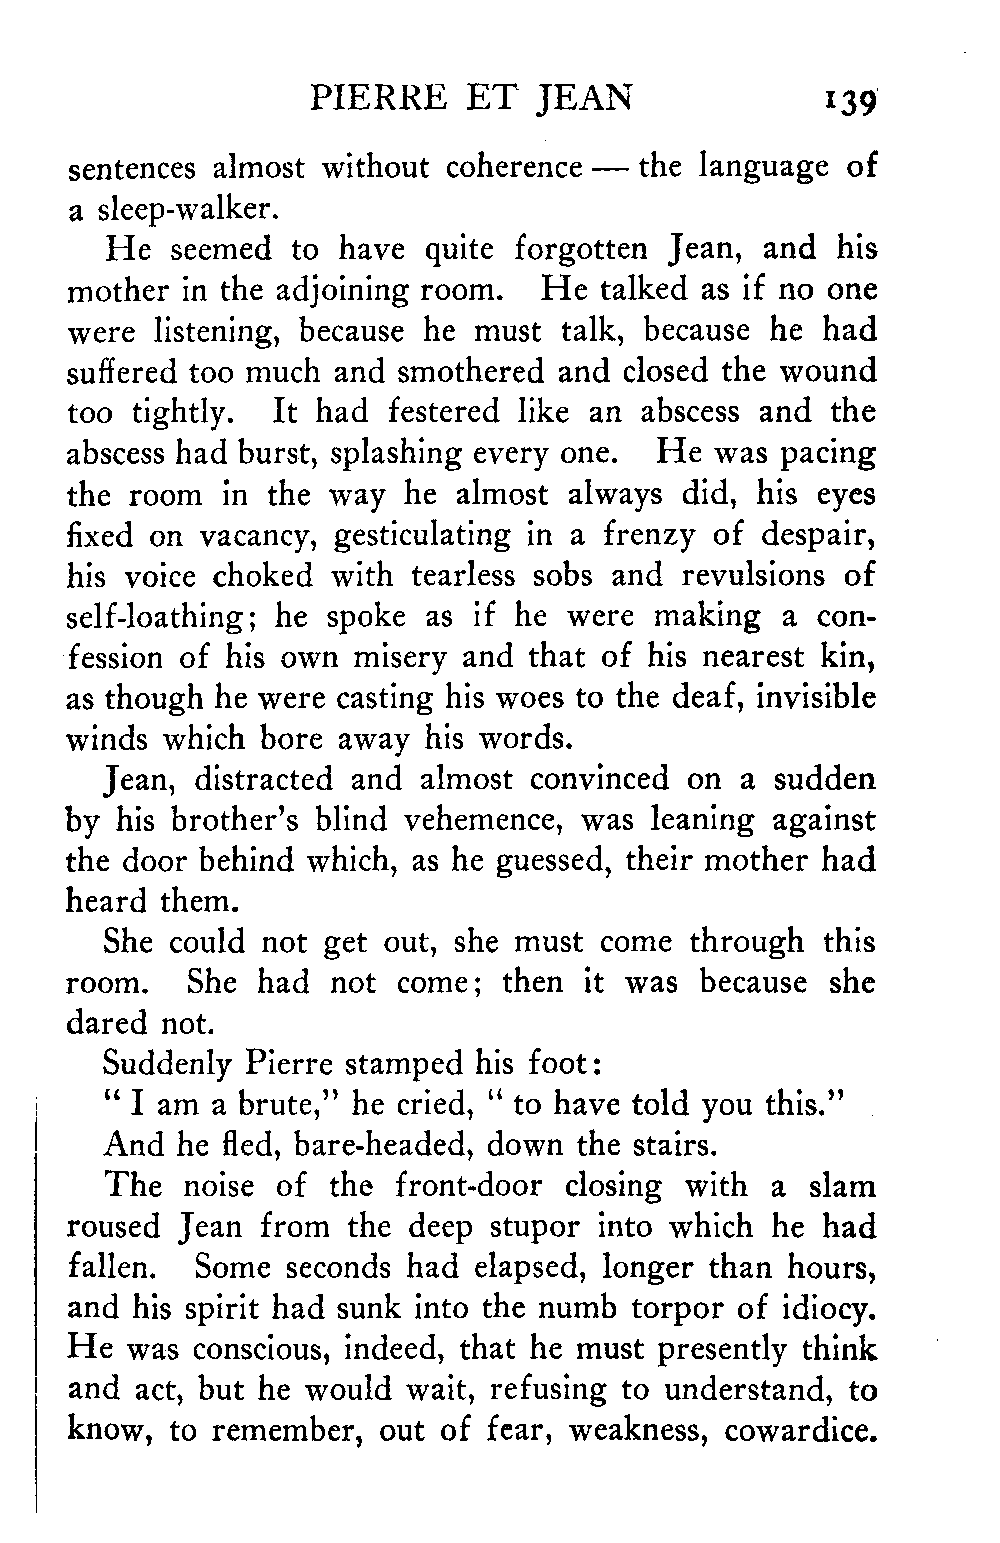 PIERRE ET JEAN 139
sentences almost without coherence — the language of
a sleep-walker.
He seemed to have quite forgotten Jean, and his
mother in the adjoining room. He talked as if no one
were listening, because he must talk, because he had
suffered too much and smothered and closed the wound
too tightly. It had festered like an abscess and the
abscess had burst, splashing every one. He was pacing
the room in the way he almost always did, his eyes
fixed on vacancy, gesticulating in a frenzy of despair,
his voice choked with tearless sobs and revulsions of
self-loathing; he spoke as if he were making a con-
fession of his own misery and that of his nearest kin,
as though he were casting his woes to the deaf, invisible
winds which bore away his words.
Jean, distracted and almost convinced on a sudden
by his brother's blind vehemence, was leaning against
the door behind which, as he guessed, their mother had
heard them.
She could not get out, she must come through this
room. She had not come; then it was because she
dared not.
Suddenly Pierre stamped his foot:
“ I am a brute,” he cried, “ to have told you this.”
And he fled, bare-headed, down the stairs.
The noise of the front-door closing with a slam
roused Jean from the deep stupor into which he had
fallen. Some seconds had elapsed, longer than hours,
and his spirit had sunk into the numb torpor of idiocy.
He was conscious, indeed, that he must presently think
and act, but he would wait, refusing to understand, to
know, to remember, out of fear, weakness, cowardice.